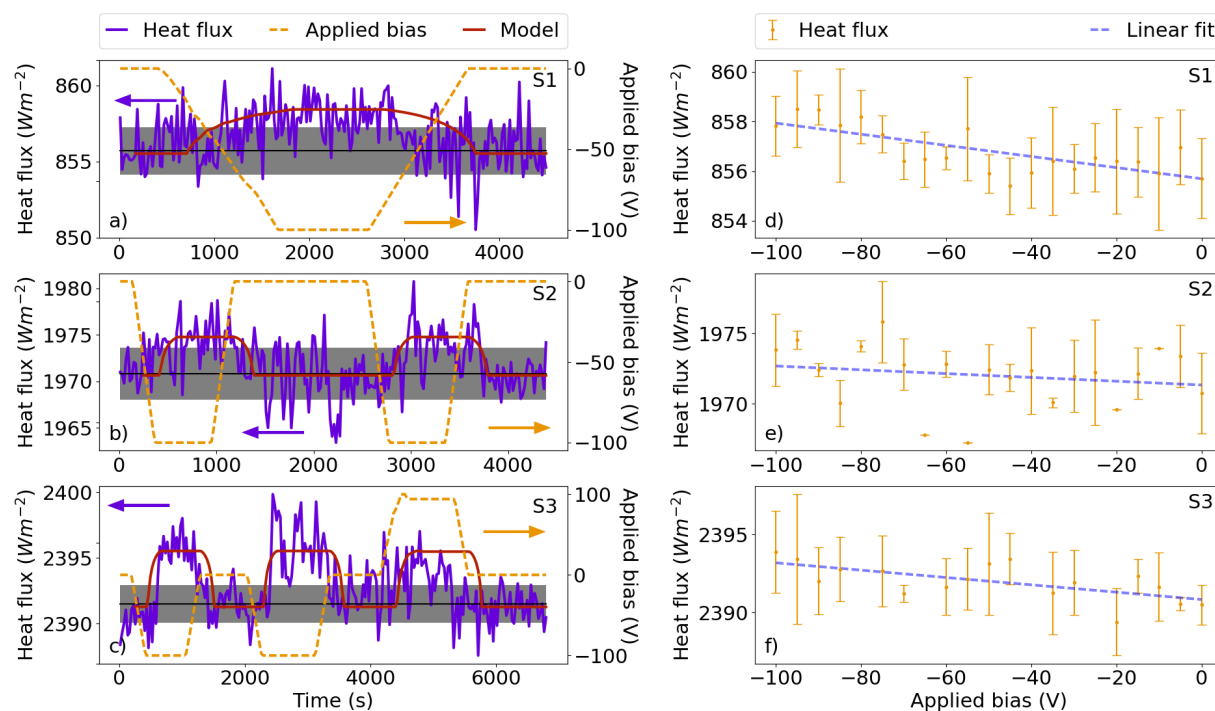 Heat flux Applied bias Model
Heat flux Linear fit
Heat flux (Wm⁻²)
860
855
850
S1
a)
0
−50
−100
Applied bias (V)
0 1000 2000 3000 4000
Heat flux (Wm⁻²)
860
858
856
854
S1
d)
−100 −80 −60 −40 −20 0
Heat flux (Wm⁻²)
1980
1975
1970
1965
S2
b)
0
−50
−100
Applied bias (V)
0 1000 2000 3000 4000
Heat flux (Wm⁻²)
1975
1970
S2
e)
−100 −80 −60 −40 −20 0
Heat flux (Wm⁻²)
2400
2395
2390
S3
c)
100
0
−100
Applied bias (V)
0 2000 4000 6000
Time (s)
Heat flux (Wm⁻²)
2395
2390
S3
f)
−100 −80 −60 −40 −20 0
Applied bias (V)